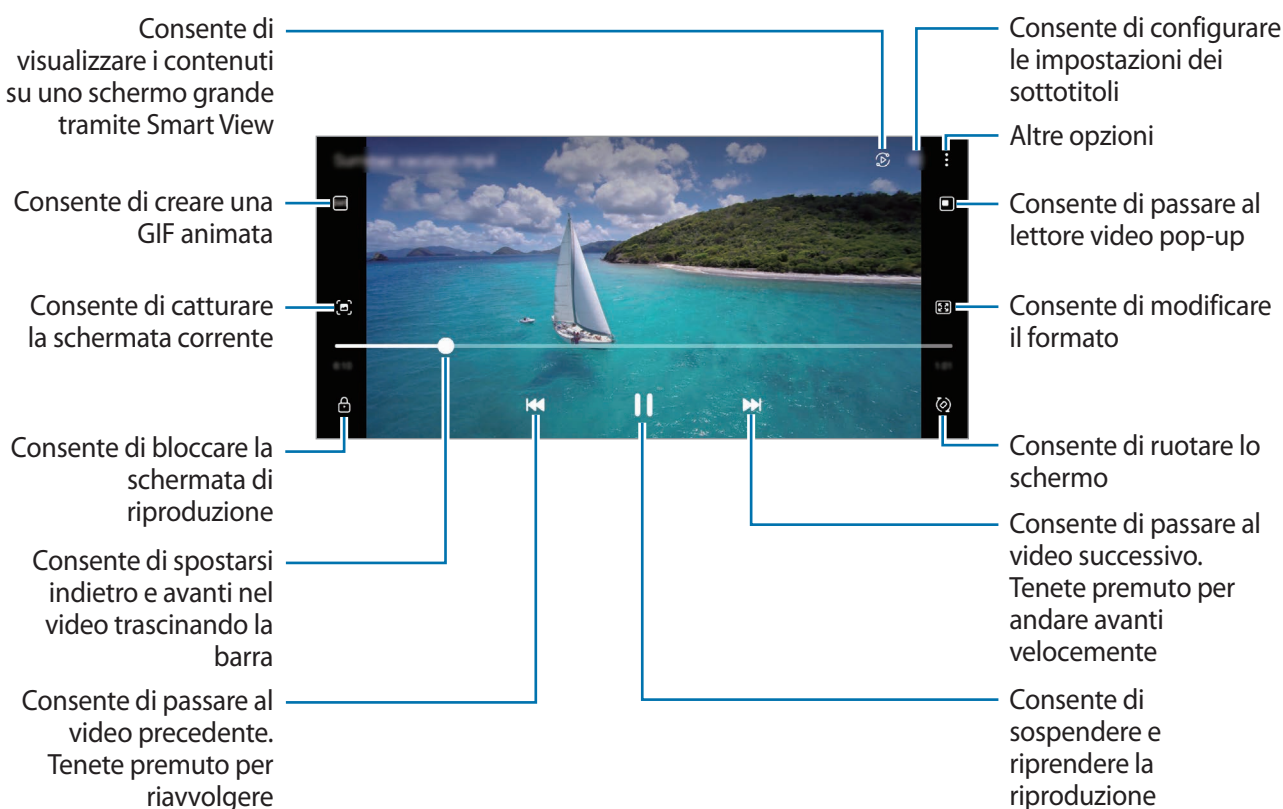 Consente di
visualizzare i contenuti
su uno schermo grande
tramite Smart View
Consente di creare una
GIF animata
Consente di catturare
la schermata corrente
Consente di bloccare la
schermata di
riproduzione
Consente di spostarsi
indietro e avanti nel
video trascinando la
barra
Consente di passare al
video precedente.
Tenete premuto per
riavvolgere
Consente di configurare
le impostazioni dei
sottotitoli
Altre opzioni
Consente di passare al
lettore video pop-up
Consente di modificare
il formato
Consente di ruotare lo
schermo
Consente di passare al
video successivo.
Tenete premuto per
andare avanti
velocemente
Consente di
sospendere e
riprendere la
riproduzione